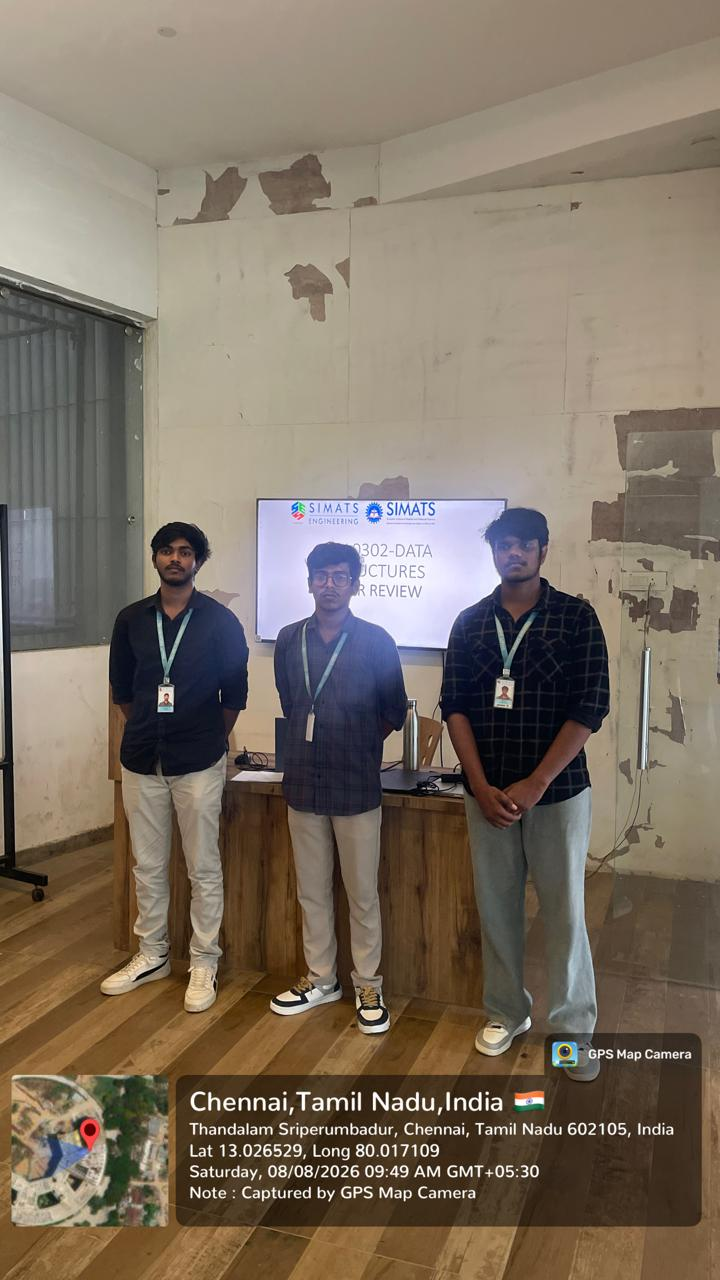 SIMATS
ENGINEERING
SIMATS
0302-DATA
UCTURES
R REVIEW
GPS Map Camera
Chennai,Tamil Nadu,India
Thandalam Sriperumbadur, Chennai, Tamil Nadu 602105, India
Lat 13.026529, Long 80.017109
Saturday, 08/08/2026 09:49 AM GMT+05:30
Note : Captured by GPS Map Camera